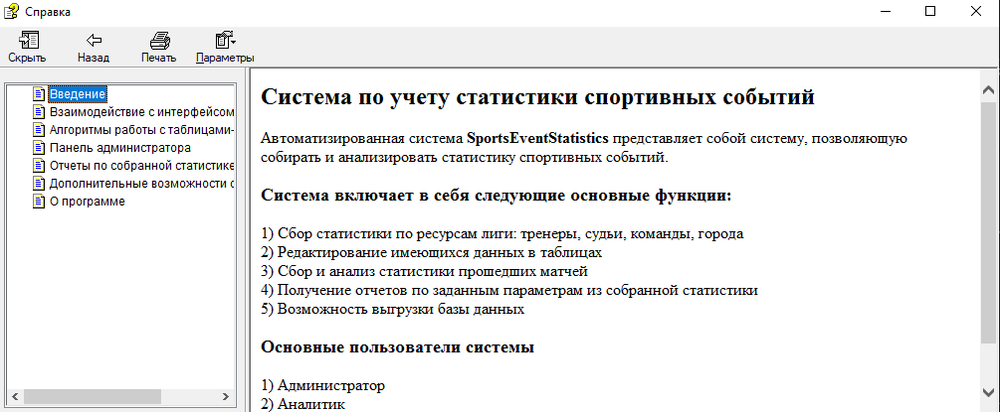 Справка
Скрыть
Назад
Печать
Параметры
Введение
Взаимодействие с интерфейсом
Алгоритмы работы с таблицами-
Панель администратора
Отчеты по собранной статистике
Дополнительные возможности с
О программе
Система по учету статистики спортивных событий
Автоматизированная система SportsEventStatistics представляет собой систему, позволяющую
собирать и анализировать статистику спортивных событий.
Система включает в себя следующие основные функции:
1) Сбор статистики по ресурсам лиги: тренеры, судьи, команды, города
2) Редактирование имеющихся данных в таблицах
3) Сбор и анализ статистики прошедших матчей
4) Получение отчетов по заданным параметрам из собранной статистики
5) Возможность выгрузки базы данных
Основные пользователи системы
1) Администратор
2) Аналитик